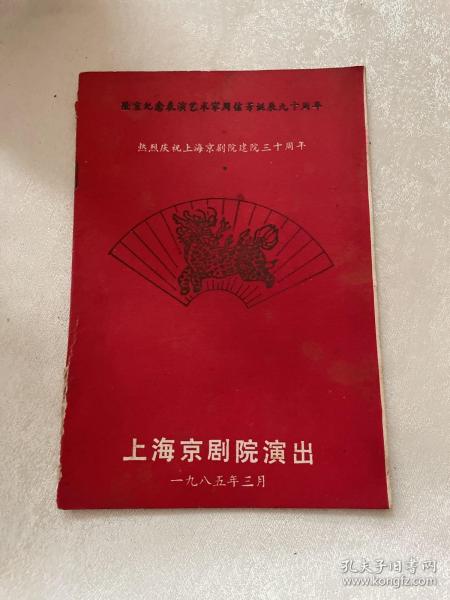 隆重纪念表演艺术家周信芳诞辰九十周年
热烈庆祝上海京剧院建院三十周年
上海京剧院演出
一九八五年三月
孔夫子旧书网
www.kongfz.com